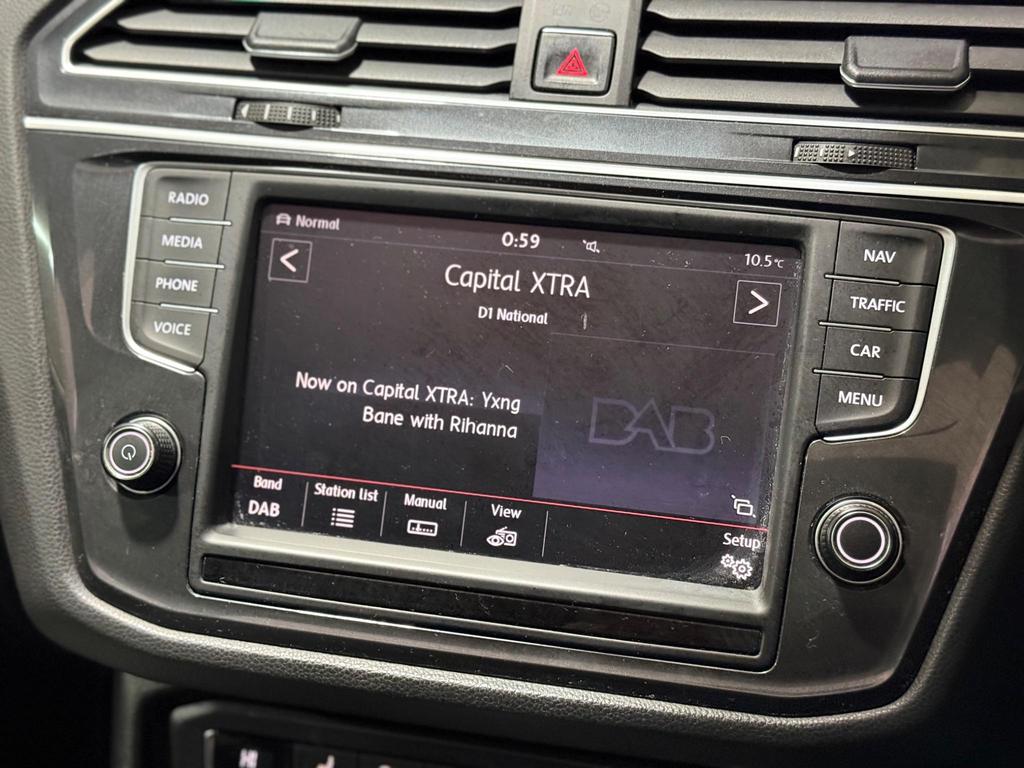 RADIO
MEDIA
PHONE
VOICE
NAV
TRAFFIC
CAR
MENU
Normal
0:59
10.5°C
<
Capital XTRA
>
D1 National
Now on Capital XTRA: Yxng
Bane with Rihanna
DAB
Band
DAB
Station list
Manual
View
Setup